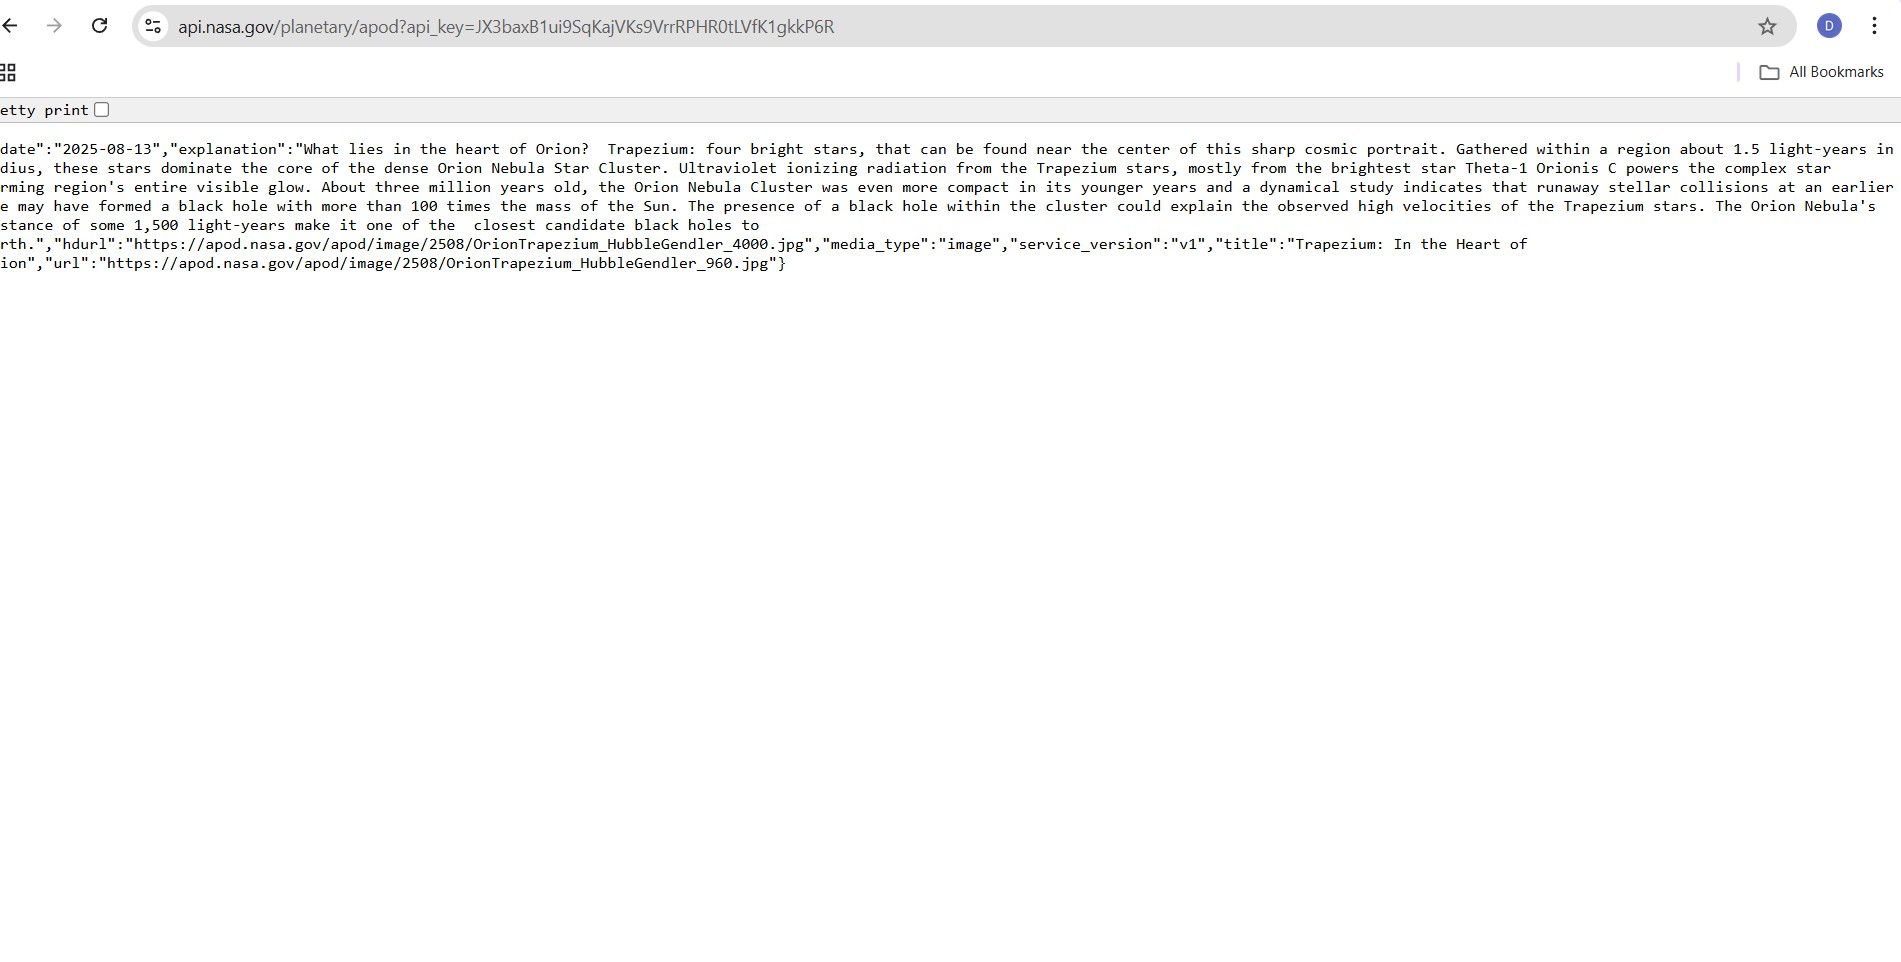 api.nasa.gov/planetary/apod?api_key=JX3baxB1ui9SqKajVKs9VrrRPHR0tLVfK1gkkP6R
D
All Bookmarks
etty print
date":"2025-08-13","explanation":"What lies in the heart of Orion?  Trapezium: four bright stars, that can be found near the center of this sharp cosmic portrait. Gathered within a region about 1.5 light-years in
dius, these stars dominate the core of the dense Orion Nebula Star Cluster. Ultraviolet ionizing radiation from the Trapezium stars, mostly from the brightest star Theta-1 Orionis C powers the complex star
rming region's entire visible glow. About three million years old, the Orion Nebula Cluster was even more compact in its younger years and a dynamical study indicates that runaway stellar collisions at an earlier
e may have formed a black hole with more than 100 times the mass of the Sun. The presence of a black hole within the cluster could explain the observed high velocities of the Trapezium stars. The Orion Nebula's
stance of some 1,500 light-years make it one of the  closest candidate black holes to
rth.","hdurl":"https://apod.nasa.gov/apod/image/2508/OrionTrapezium_HubbleGendler_4000.jpg","media_type":"image","service_version":"v1","title":"Trapezium: In the Heart of
ion","url":"https://apod.nasa.gov/apod/image/2508/OrionTrapezium_HubbleGendler_960.jpg"}